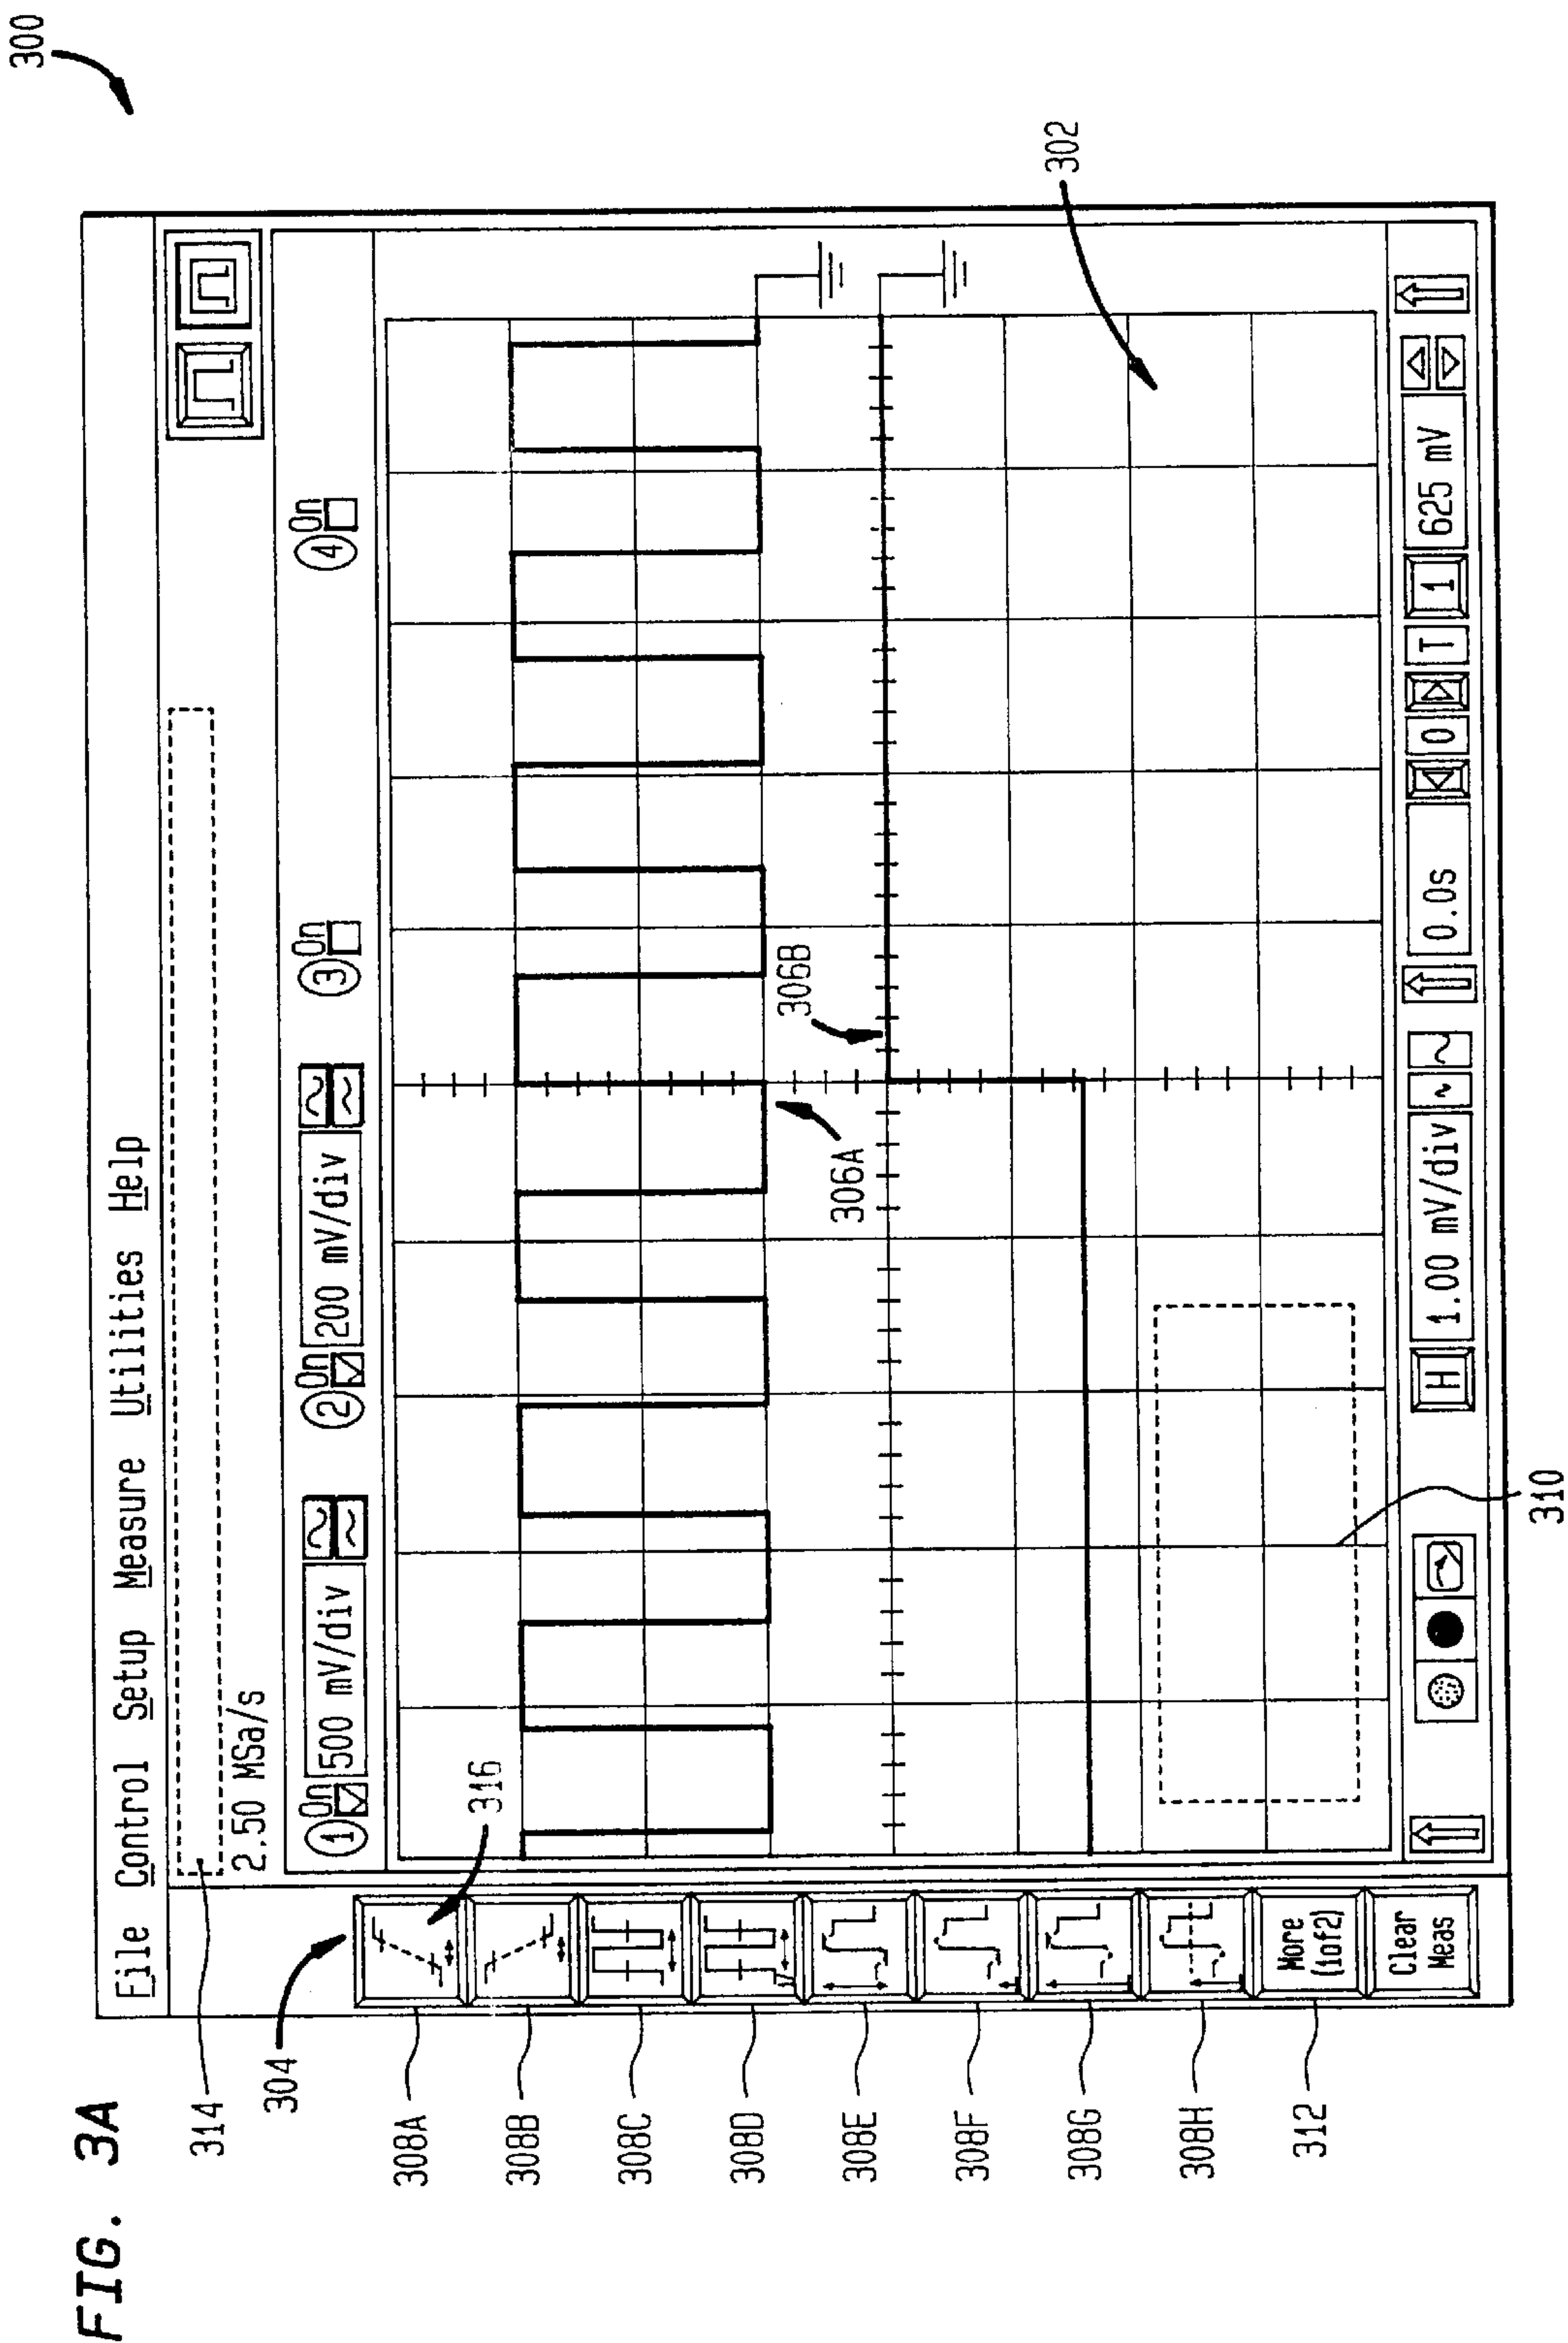 FIG. 3A
300
File Control Setup Measure Utilities Help
314
2.50 MSa/s
304
316
1 On 500 mV/div
2 On 200 mV/div
3 On
4 On
308A
308B
308C
308D
308E
308F
308G
308H
312
More (1of2)
Clear Meas
306A
306B
302
310
H 1.00 mV/div
0.0s
0
T
1
625 mV